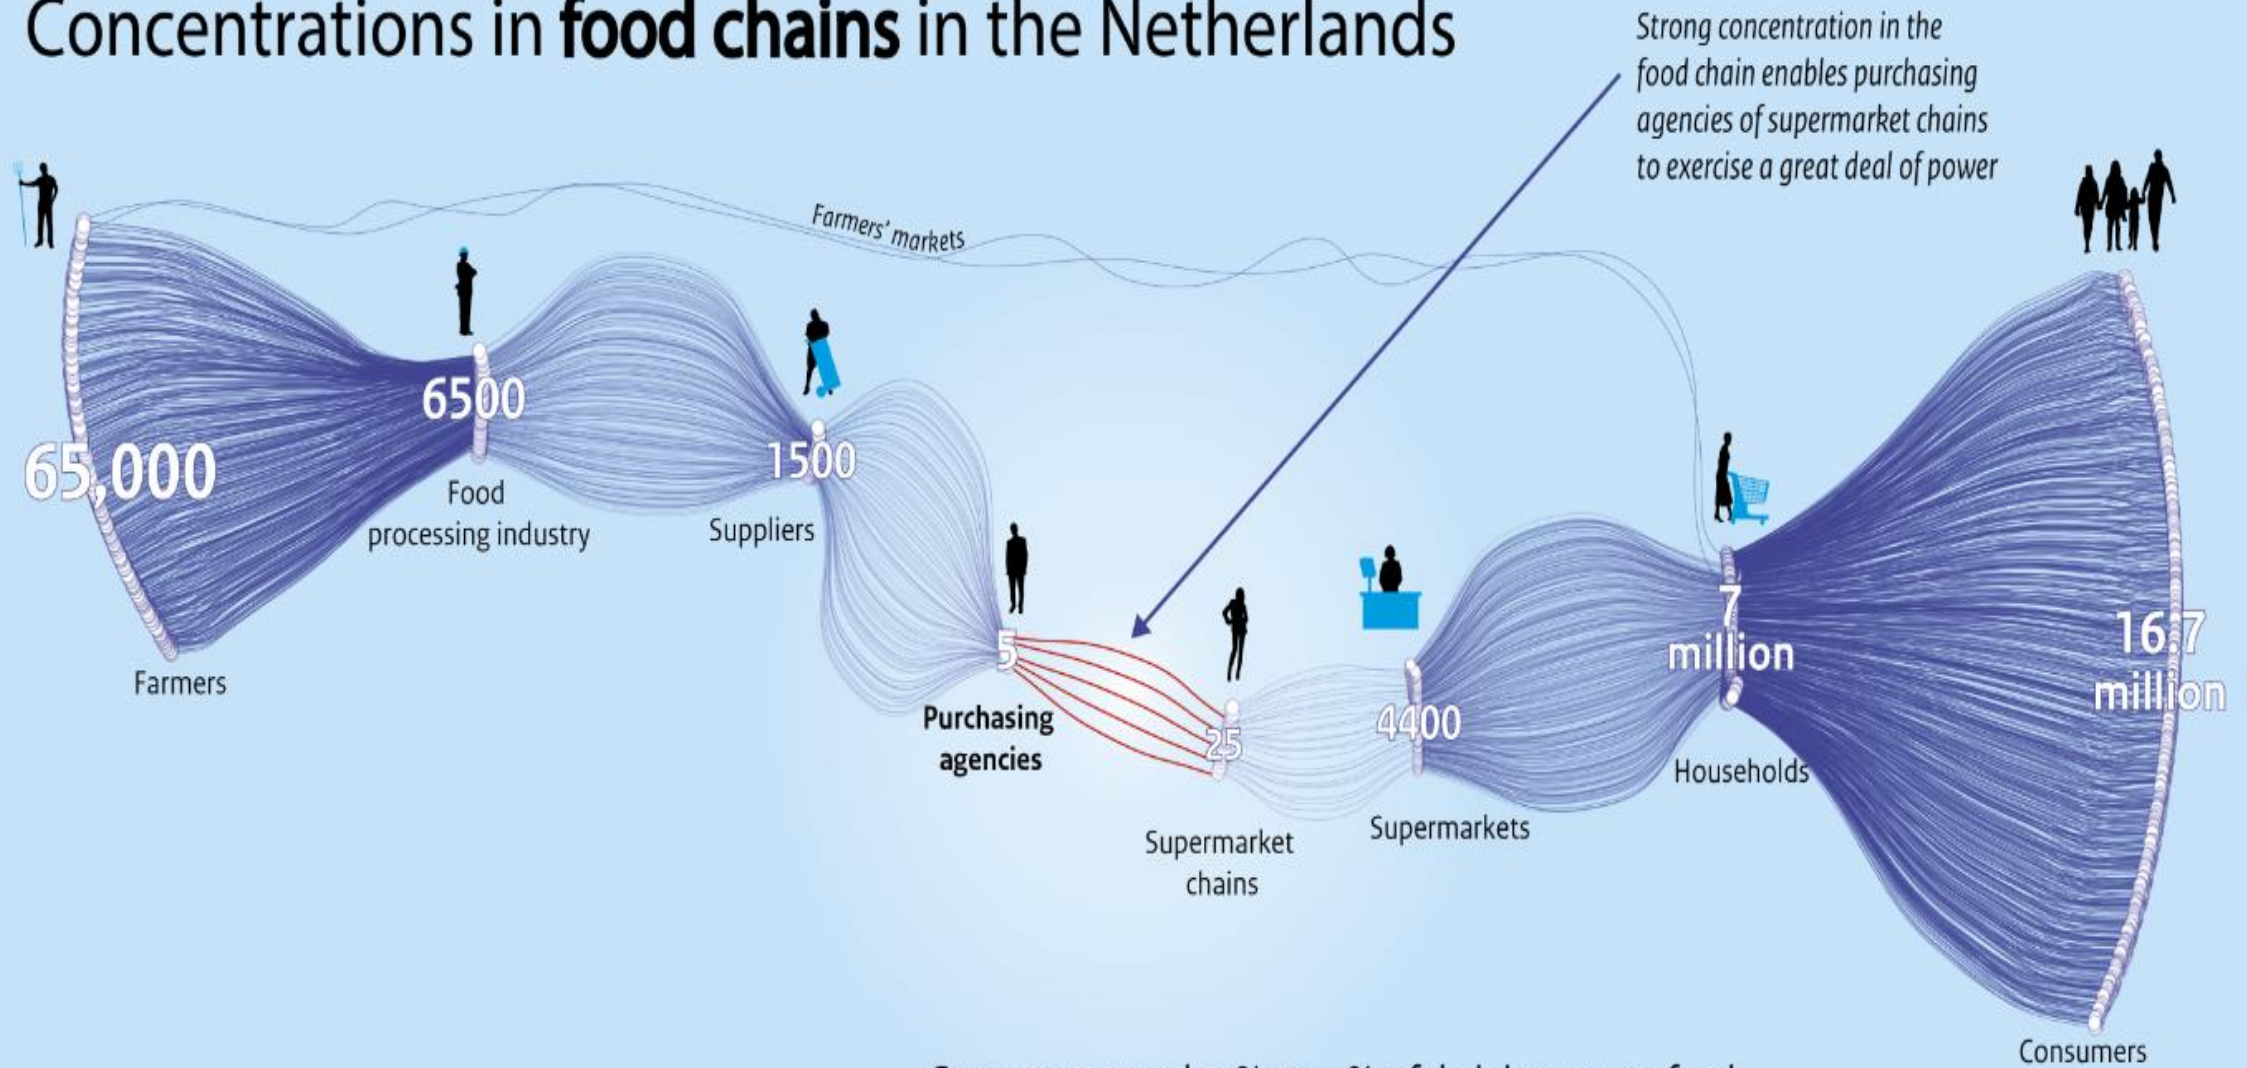 Concentrations in food chains in the Netherlands
Strong concentration in the
food chain enables purchasing
agencies of supermarket chains
to exercise a great deal of power
Farmers' markets
65,000
Farmers
6500
Food
processing industry
1500
Suppliers
5
Purchasing
agencies
25
Supermarket
chains
4400
Supermarkets
7
million
Households
16.7
million
Consumers